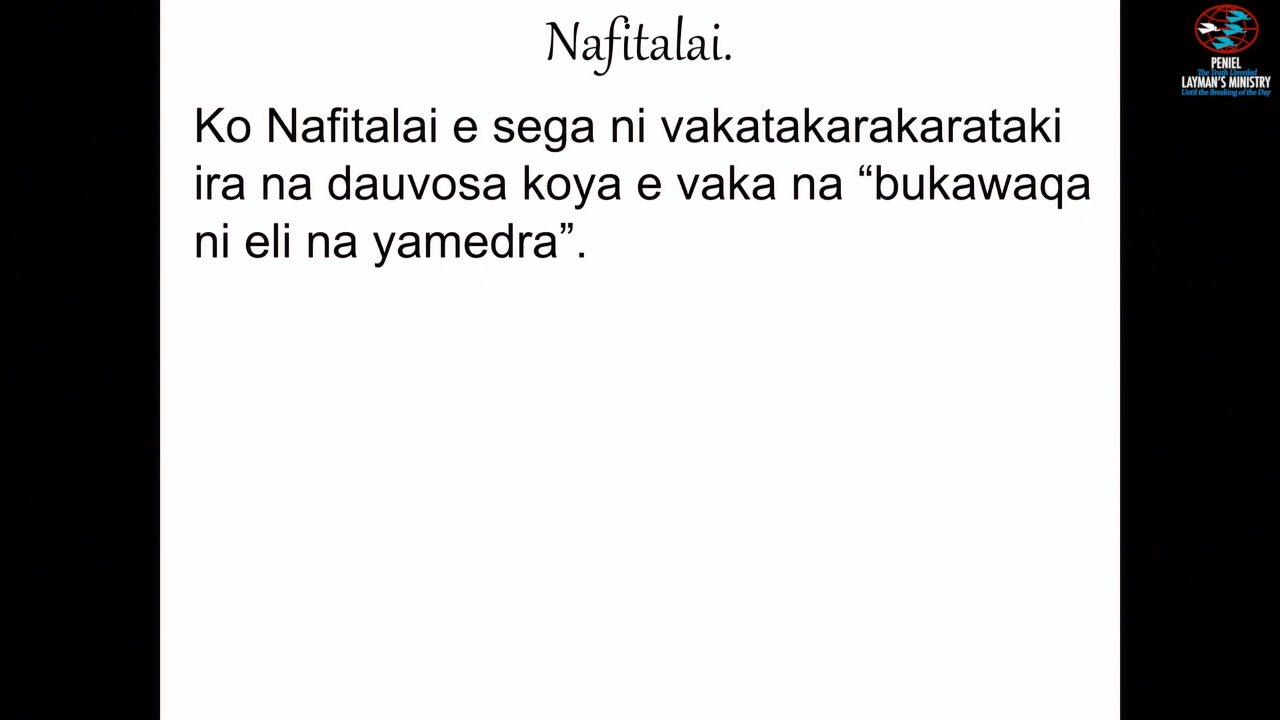 Nafitalai.
Ko Nafitalai e sega ni vakatakarakarataki
ira na dauvosa koya e vaka na “bukawaqa
ni eli na yamedra”.
PENIEL
The Truth Unveiled
LAYMAN'S MINISTRY
Until the Breaking of the Day